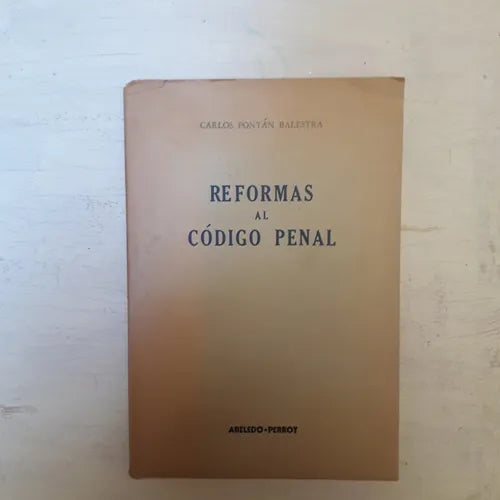 CARLOS FONTÁN BALESTRA
REFORMAS
AL
CÓDIGO PENAL
ABELEDO-PERROT